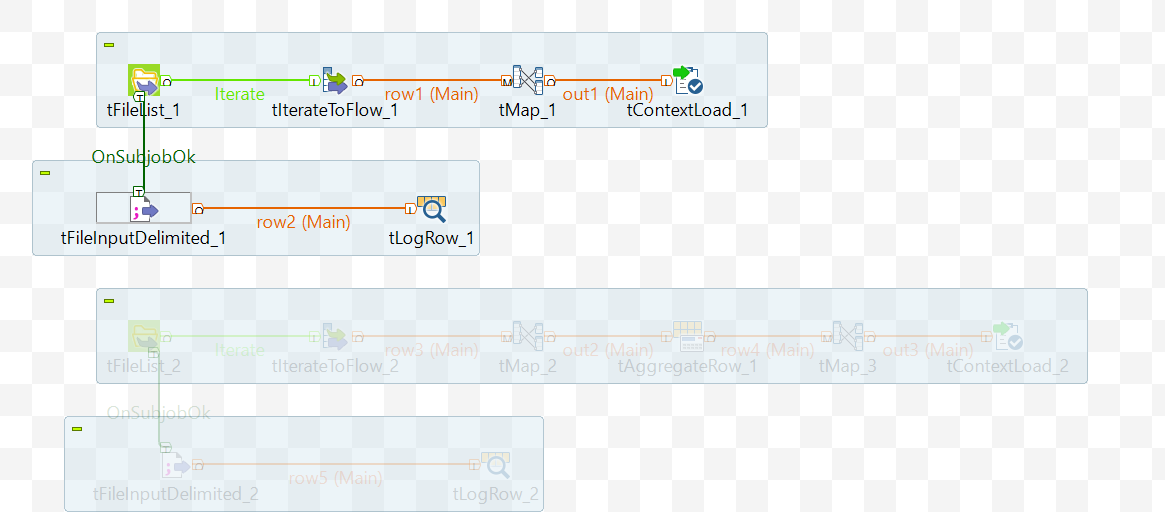 Iterate
row1 (Main)
out1 (Main)
tFileList_1
tIterateToFlow_1
tMap_1
tContextLoad_1
OnSubjobOk
row2 (Main)
tFileInputDelimited_1
tLogRow_1
Iterate
row3 (Main)
out2 (Main)
row4 (Main)
out3 (Main)
tFileList_2
tIterateToFlow_2
tMap_2
tAggregateRow_1
tMap_3
tContextLoad_2
OnSubjobOk
row5 (Main)
tFileInputDelimited_2
tLogRow_2